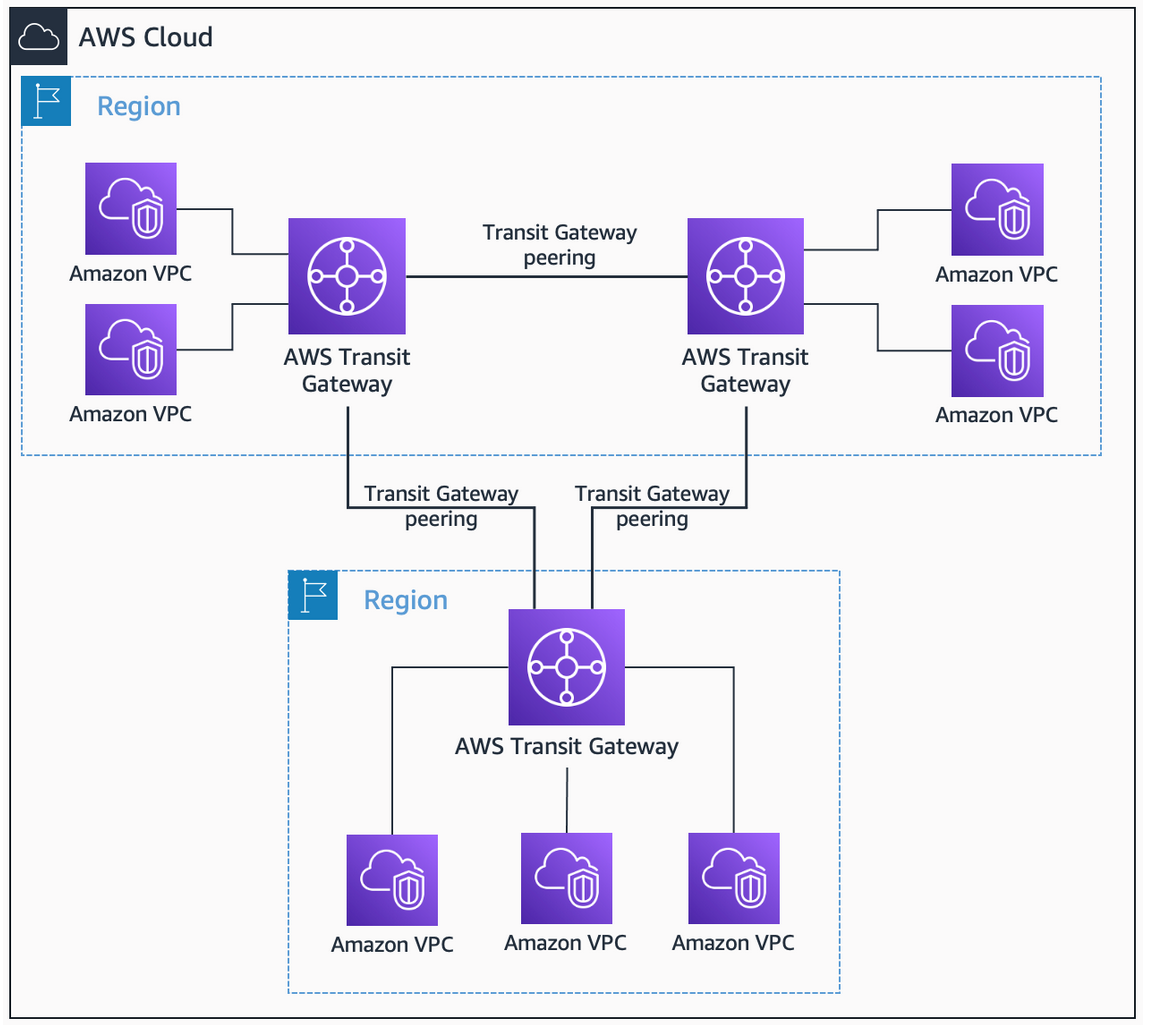 AWS Cloud
Region
Amazon VPC
Amazon VPC
AWS Transit
Gateway
Transit Gateway
peering
AWS Transit
Gateway
Amazon VPC
Amazon VPC
Transit Gateway
peering
Transit Gateway
peering
Region
AWS Transit Gateway
Amazon VPC
Amazon VPC
Amazon VPC